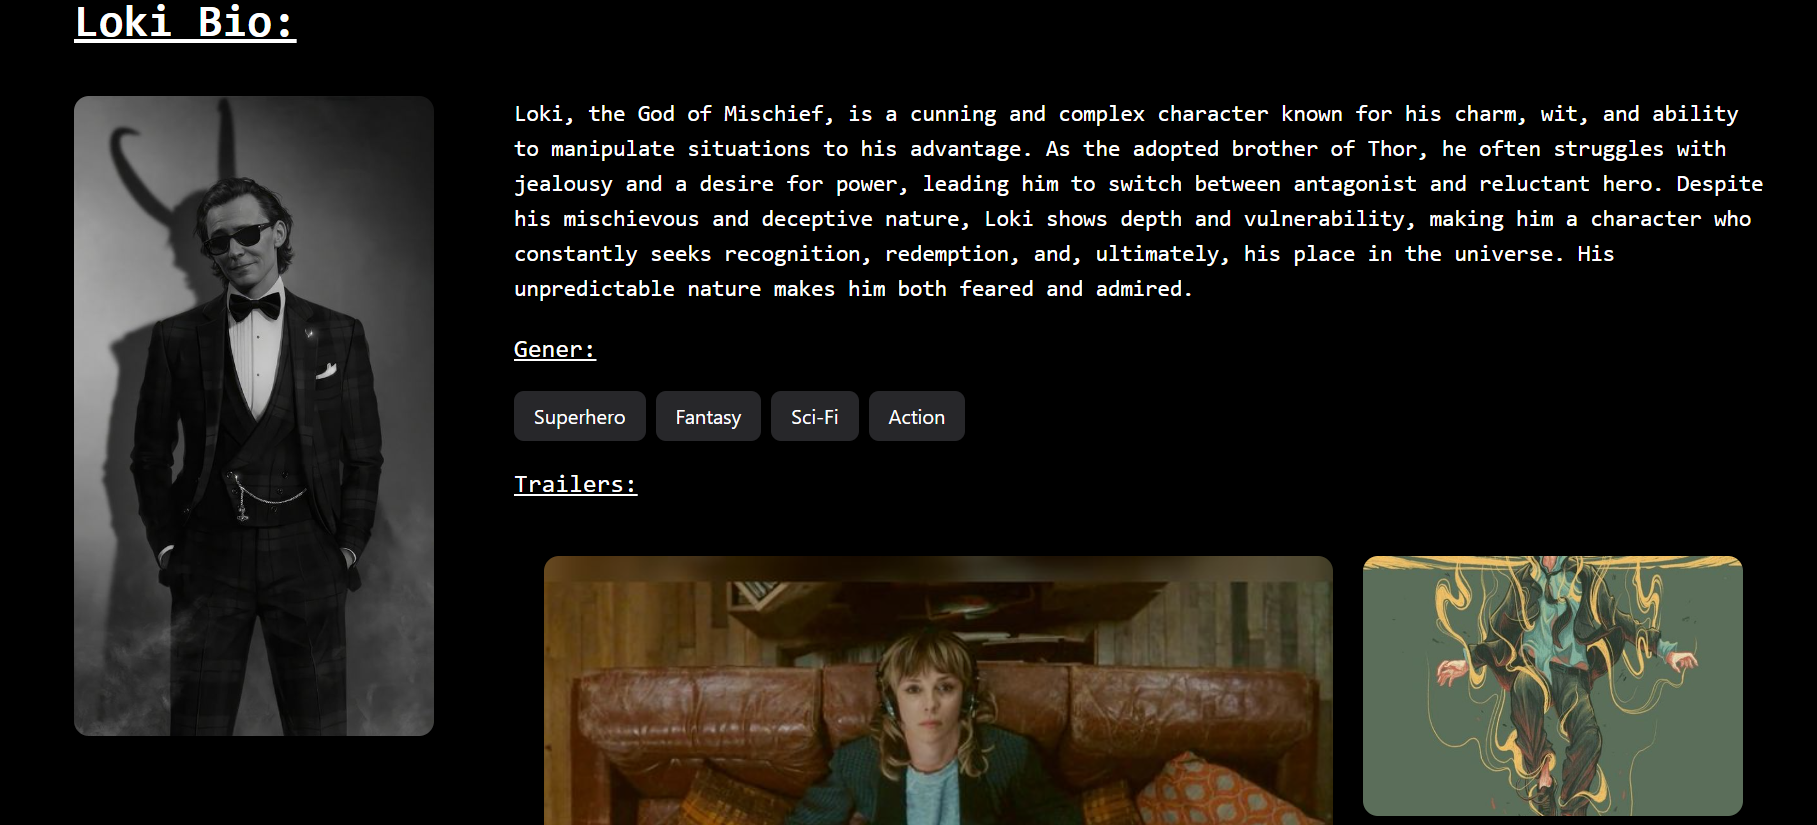 Loki Bio:
Loki, the God of Mischief, is a cunning and complex character known for his charm, wit, and ability
to manipulate situations to his advantage. As the adopted brother of Thor, he often struggles with
jealousy and a desire for power, leading him to switch between antagonist and reluctant hero. Despite
his mischievous and deceptive nature, Loki shows depth and vulnerability, making him a character who
constantly seeks recognition, redemption, and, ultimately, his place in the universe. His
unpredictable nature makes him both feared and admired.
Gener:
Superhero
Fantasy
Sci-Fi
Action
Trailers: